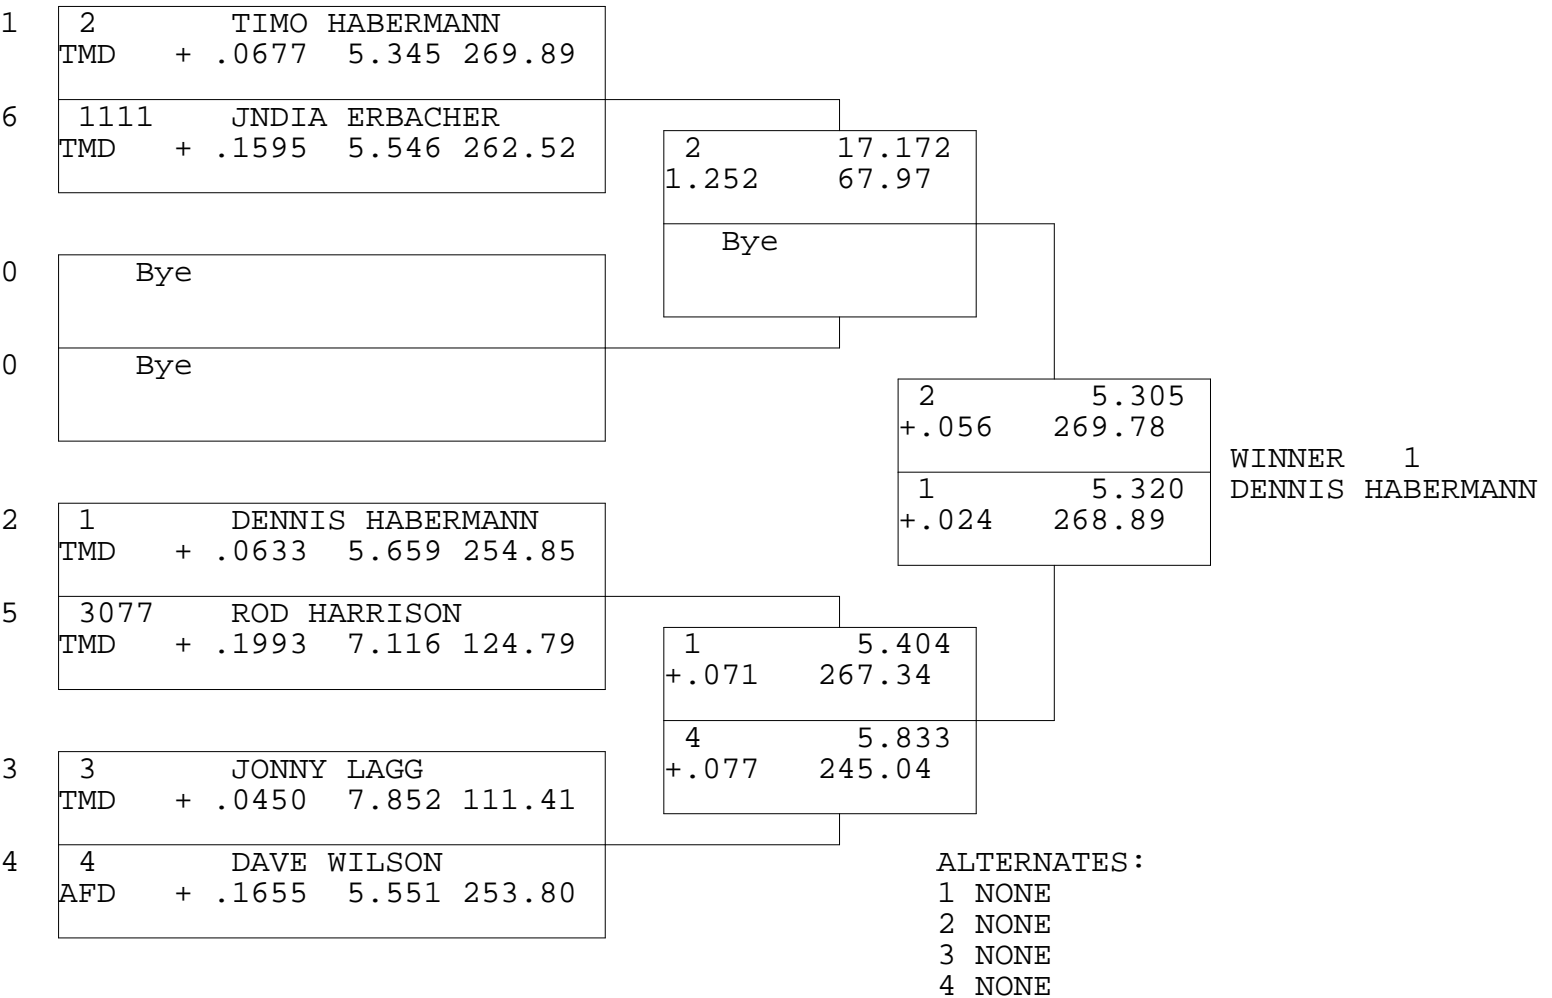 1 2 TIMO HABERMANN
TMD + .0677 5.345 269.89
6 1111 JNDIA ERBACHER
TMD + .1595 5.546 262.52
0 Bye
0 Bye
2 1 DENNIS HABERMANN
TMD + .0633 5.659 254.85
5 3077 ROD HARRISON
TMD + .1993 7.116 124.79
3 3 JONNY LAGG
TMD + .0450 7.852 111.41
4 4 DAVE WILSON
AFD + .1655 5.551 253.80
2 17.172
1.252 67.97
Bye
1 5.404
+.071 267.34
4 5.833
+.077 245.04
2 5.305
+.056 269.78
1 5.320
+.024 268.89
WINNER 1
DENNIS HABERMANN
ALTERNATES:
1 NONE
2 NONE
3 NONE
4 NONE